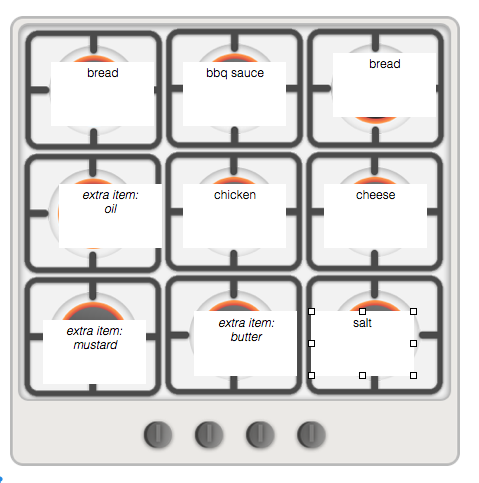 bread
bbq sauce
bread
extra item:
oil
chicken
cheese
extra item:
mustard
extra item:
butter
salt